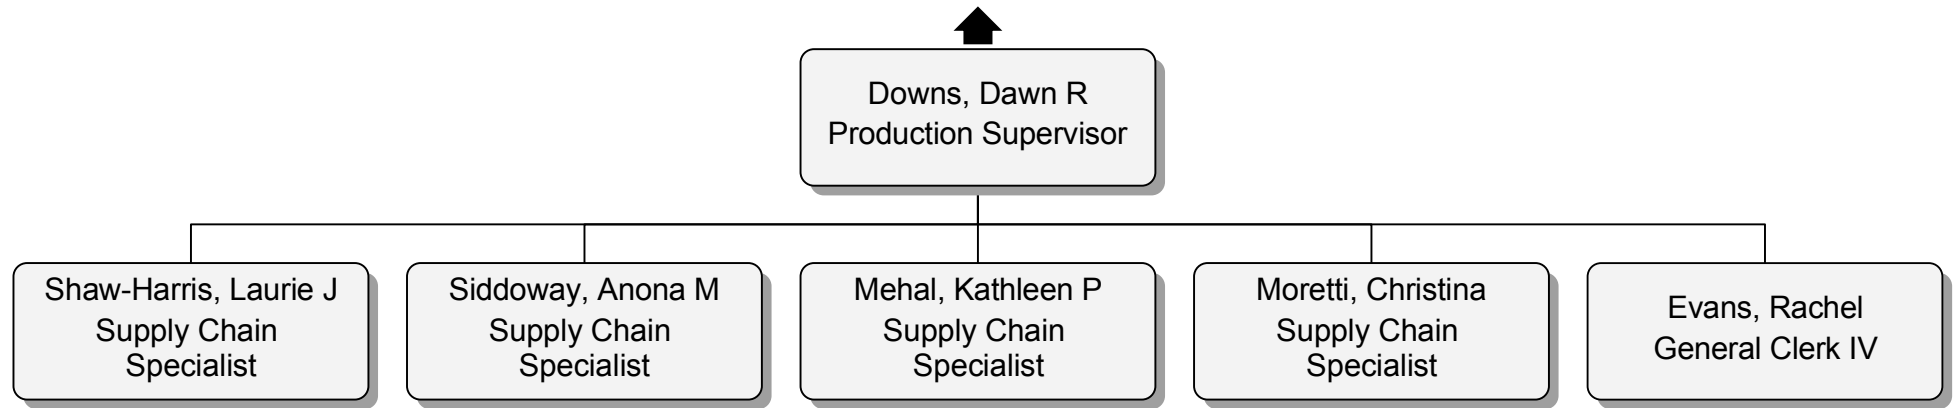 Downs, Dawn R
Production Supervisor
Shaw-Harris, Laurie J
Supply Chain
Specialist
Siddoway, Anona M
Supply Chain
Specialist
Mehal, Kathleen P
Supply Chain
Specialist
Moretti, Christina
Supply Chain
Specialist
Evans, Rachel
General Clerk IV